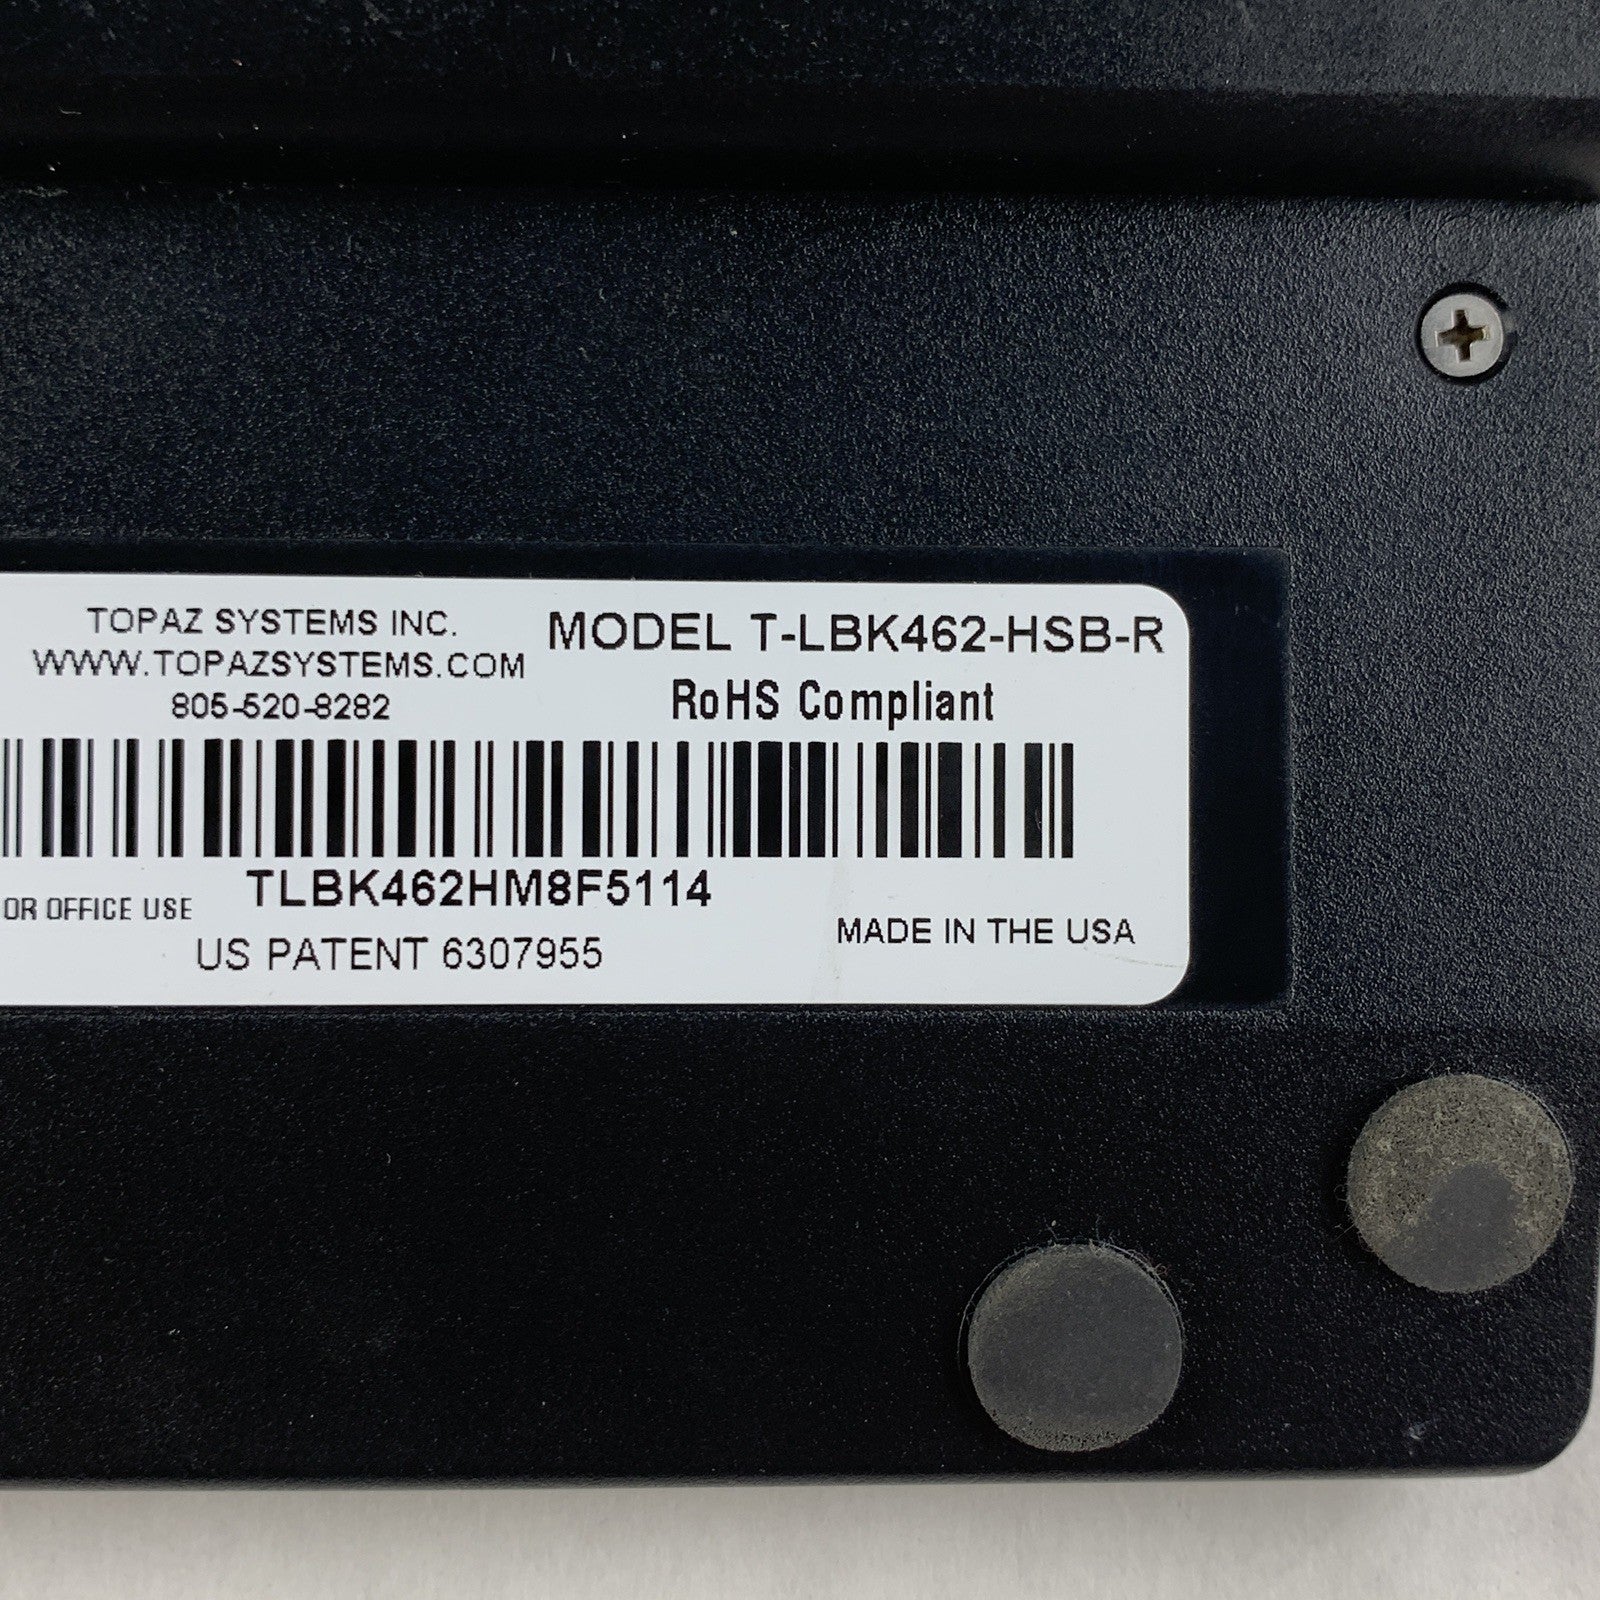 TOPAZ SYSTEMS INC.
WWW.TOPAZSYSTEMS.COM
805-520-8282
MODEL T-LBK462-HSB-R
RoHS Compliant
TLBK462HM8F5114
OR OFFICE USE
US PATENT 6307955
MADE IN THE USA